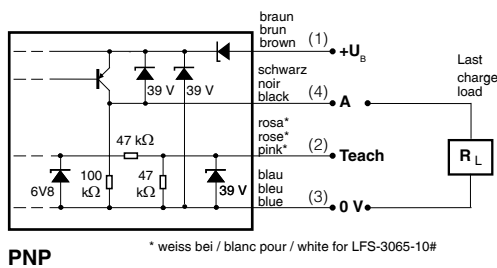 braun
brun
brown
(1)
+U_B
39 V
39 V
schwarz
noir
black
(4)
A
Last
charge
load
R_L
47 kΩ
rosa*
rose*
pink*
(2)
Teach
6V8
100
kΩ
47
kΩ
39 V
blau
bleu
blue
(3)
0 V
PNP
* weiss bei / blanc pour / white for LFS-3065-10#